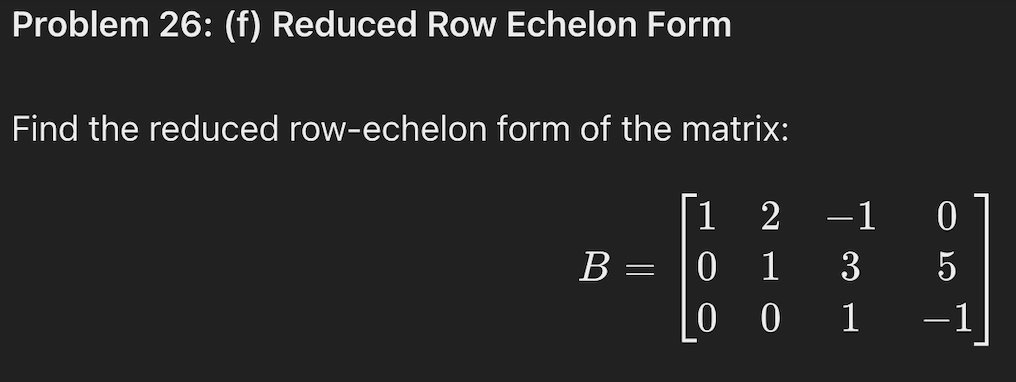 Problem 26: (f) Reduced Row Echelon Form
Find the reduced row-echelon form of the matrix:
B = [1 2 −1 0
0 1 3 5
0 0 1 −1]